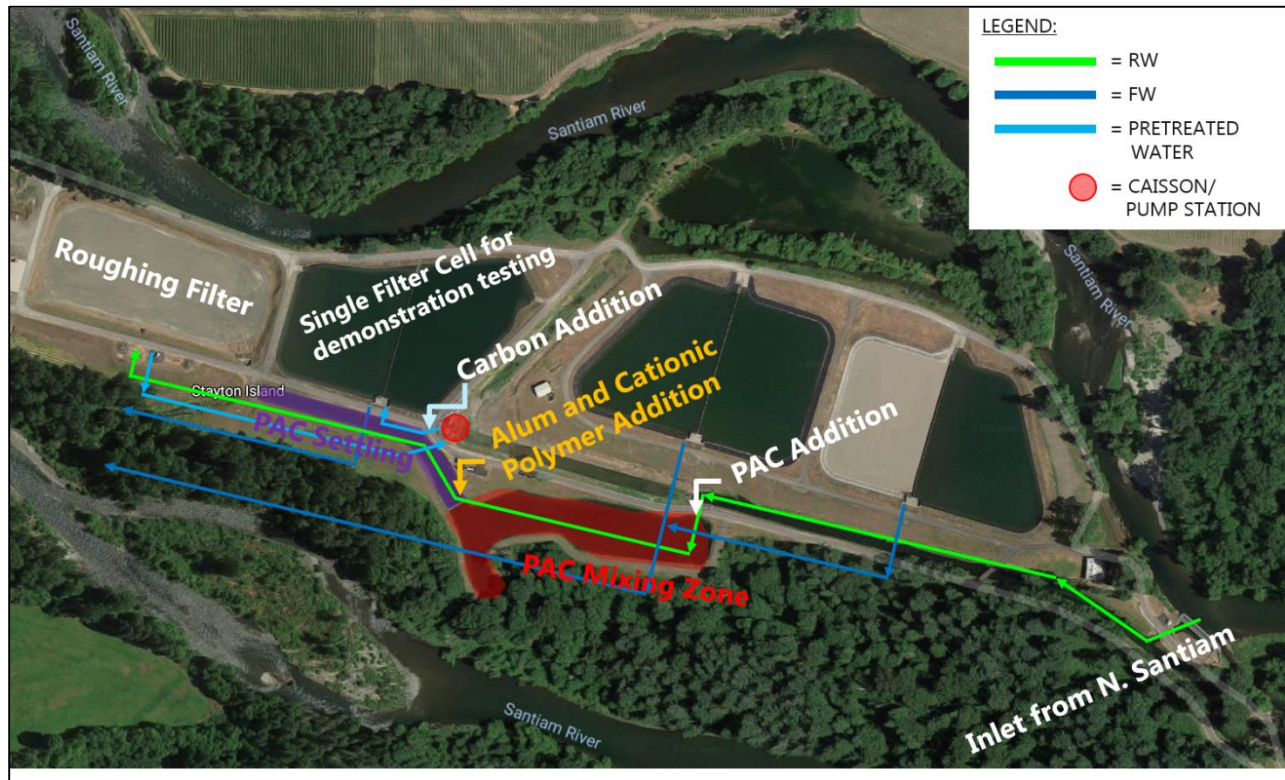 LEGEND:
= RW
= FW
= PRETREATED
WATER
= CAISSON/
PUMP STATION
Santiam River
Santiam River
Santiam River
Roughing Filter
Single Filter Cell for
demonstration testing
Carbon Addition
Alum and Cationic
Polymer Addition
PAC Addition
Stayton Island
PAC Settling
PAC Mixing Zone
Inlet from N. Santiam
Santiam River